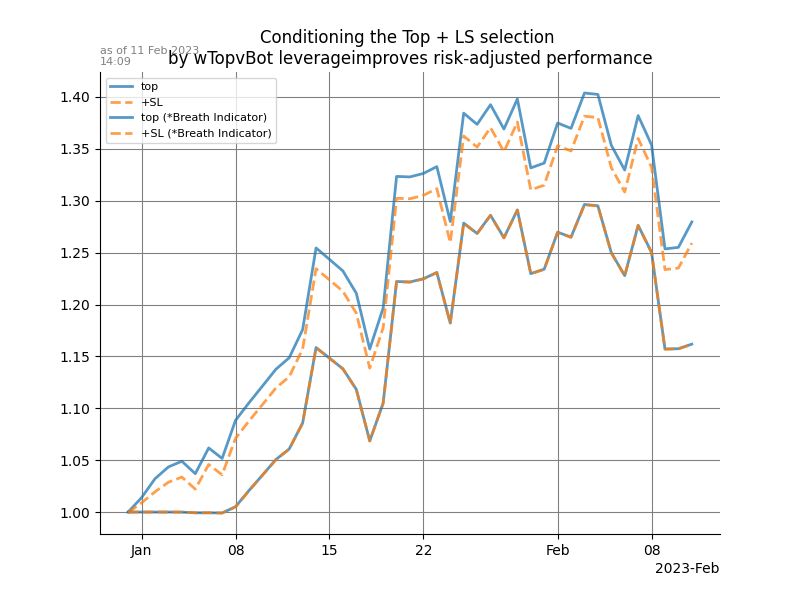 Conditioning the Top + LS selection
by wTopvBot leverageimproves risk-adjusted performance
as of 11 Feb 2023
14:09
top
+SL
top (*Breath Indicator)
+SL (*Breath Indicator)
1.40
1.35
1.30
1.25
1.20
1.15
1.10
1.05
1.00
Jan 08 15 22 Feb 08
2023-Feb